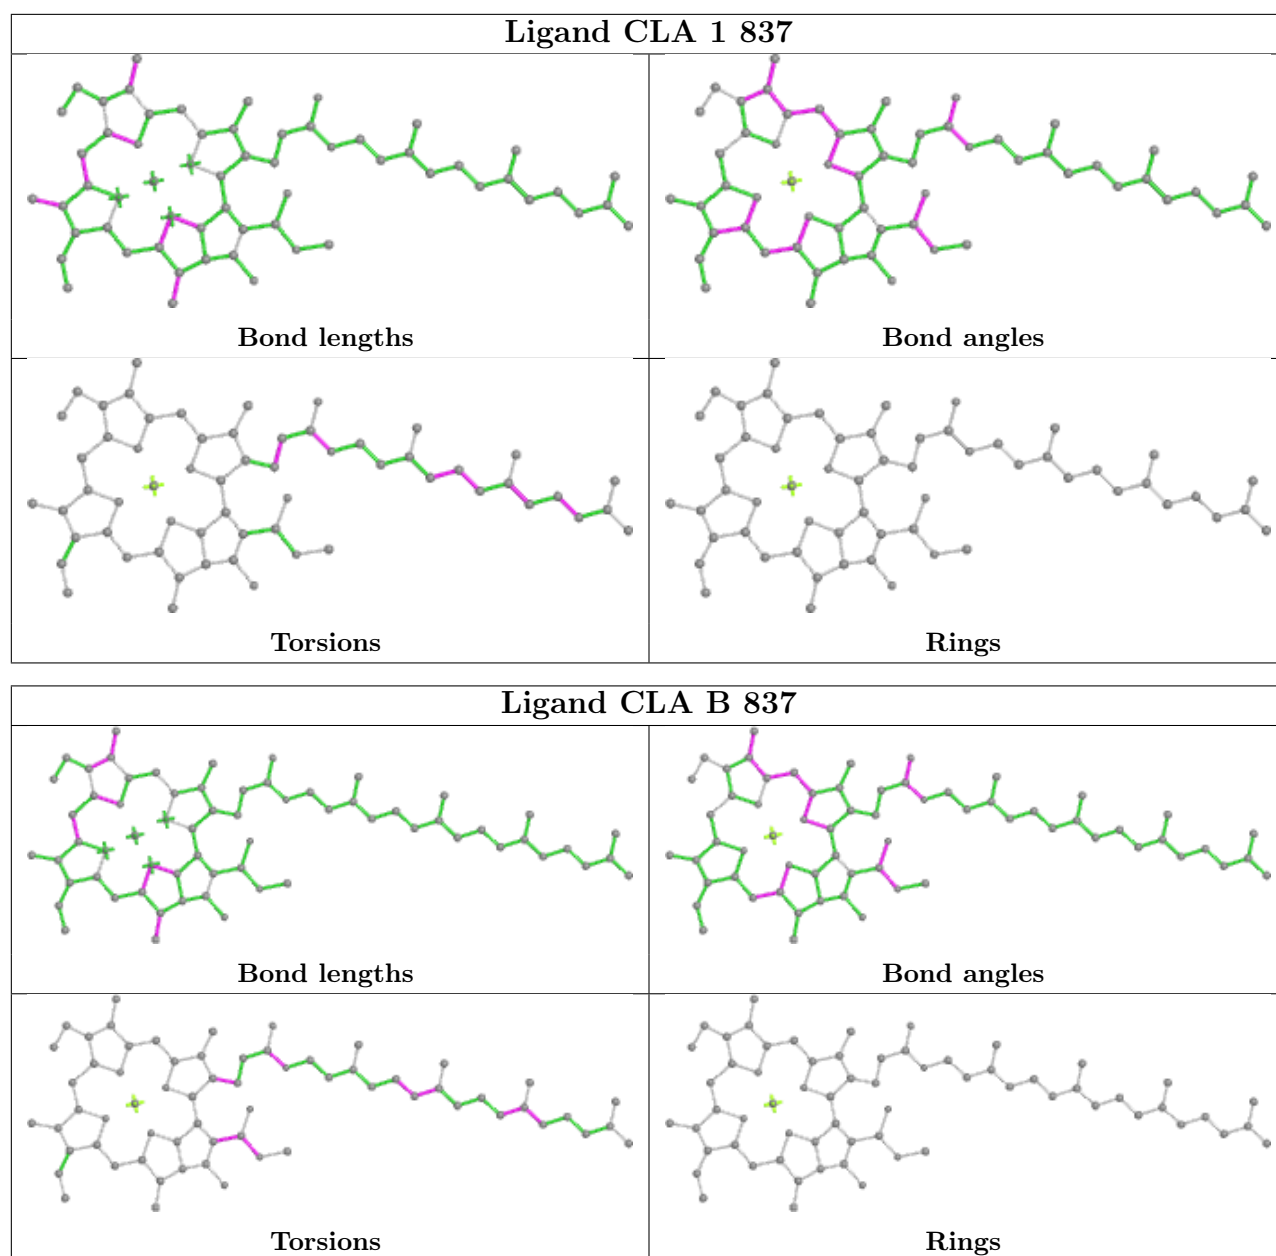 Ligand CLA 1 837
Bond lengths
Bond angles
Torsions
Rings
Ligand CLA B 837
Bond lengths
Bond angles
Torsions
Rings